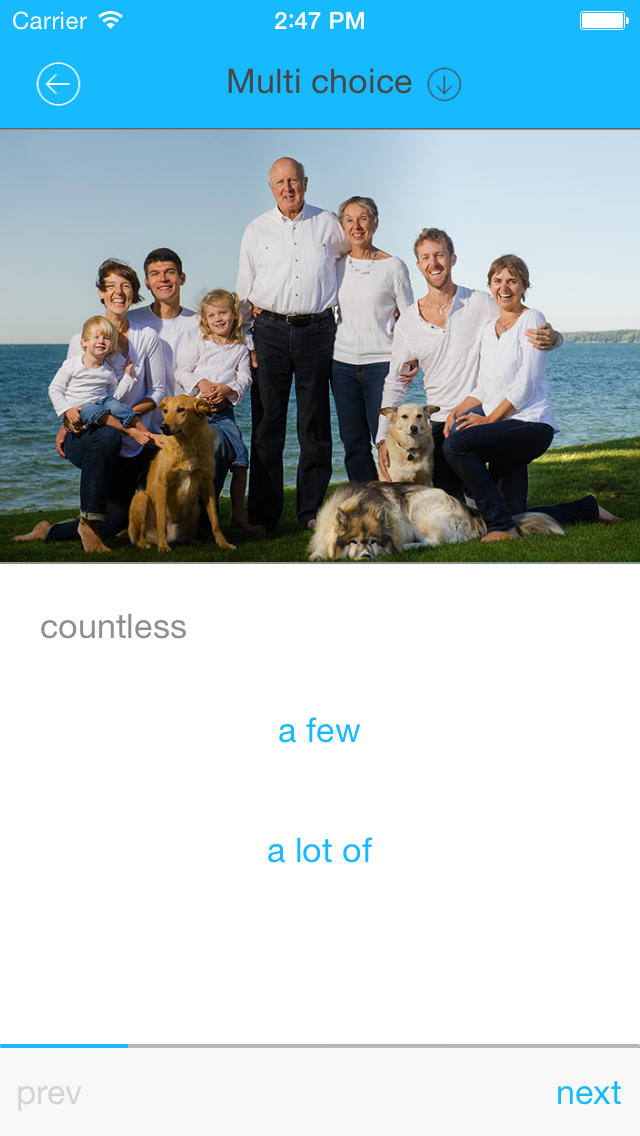 Carrier 2:47 PM
Multi choice
countless
a few
a lot of
prev next